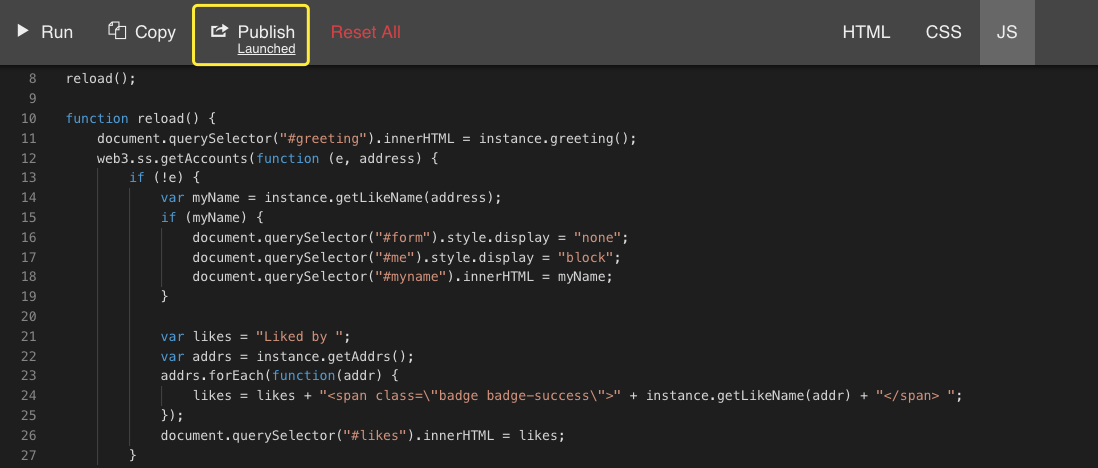 Run Copy Publish Reset All HTML CSS JS
Launched
8 reload();
9
10 function reload() {
11     document.querySelector("#greeting").innerHTML = instance.greeting();
12     web3.ss.getAccounts(function (e, address) {
13         if (!e) {
14             var myName = instance.getLikeName(address);
15             if (myName) {
16                 document.querySelector("#form").style.display = "none";
17                 document.querySelector("#me").style.display = "block";
18                 document.querySelector("#myname").innerHTML = myName;
19             }
20
21             var likes = "Liked by ";
22             var addrs = instance.getAddrs();
23             addrs.forEach(function(addr) {
24                 likes = likes + "<span class=\"badge badge-success\">" + instance.getLikeName(addr) + "</span> ";
25             });
26             document.querySelector("#likes").innerHTML = likes;
27         }